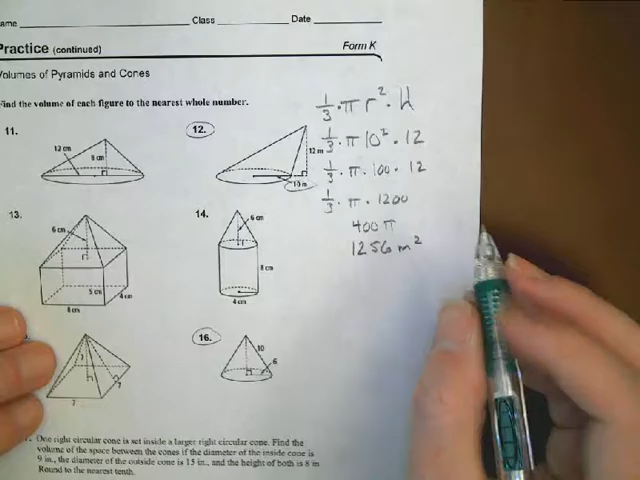 ame Class Date
Practice (continued) Form K
Volumes of Pyramids and Cones
Find the volume of each figure to the nearest whole number.
11.
12 cm
8 cm
12.
12 m
10 m
13.
6 cm
5 cm
4 cm
8 cm
14.
6 cm
8 cm
4 cm
7
7
16.
10
6
One right circular cone is set inside a larger right circular cone. Find the
volume of the space between the cones if the diameter of the inside cone is
9 in., the diameter of the outside cone is 15 in., and the height of both is 8 in
Round to the nearest tenth.
1/3 · π r² · h
1/3 · π 10² · 12
1/3 · π · 100 · 12
1/3 · π · 1200
400 π
1256 m²